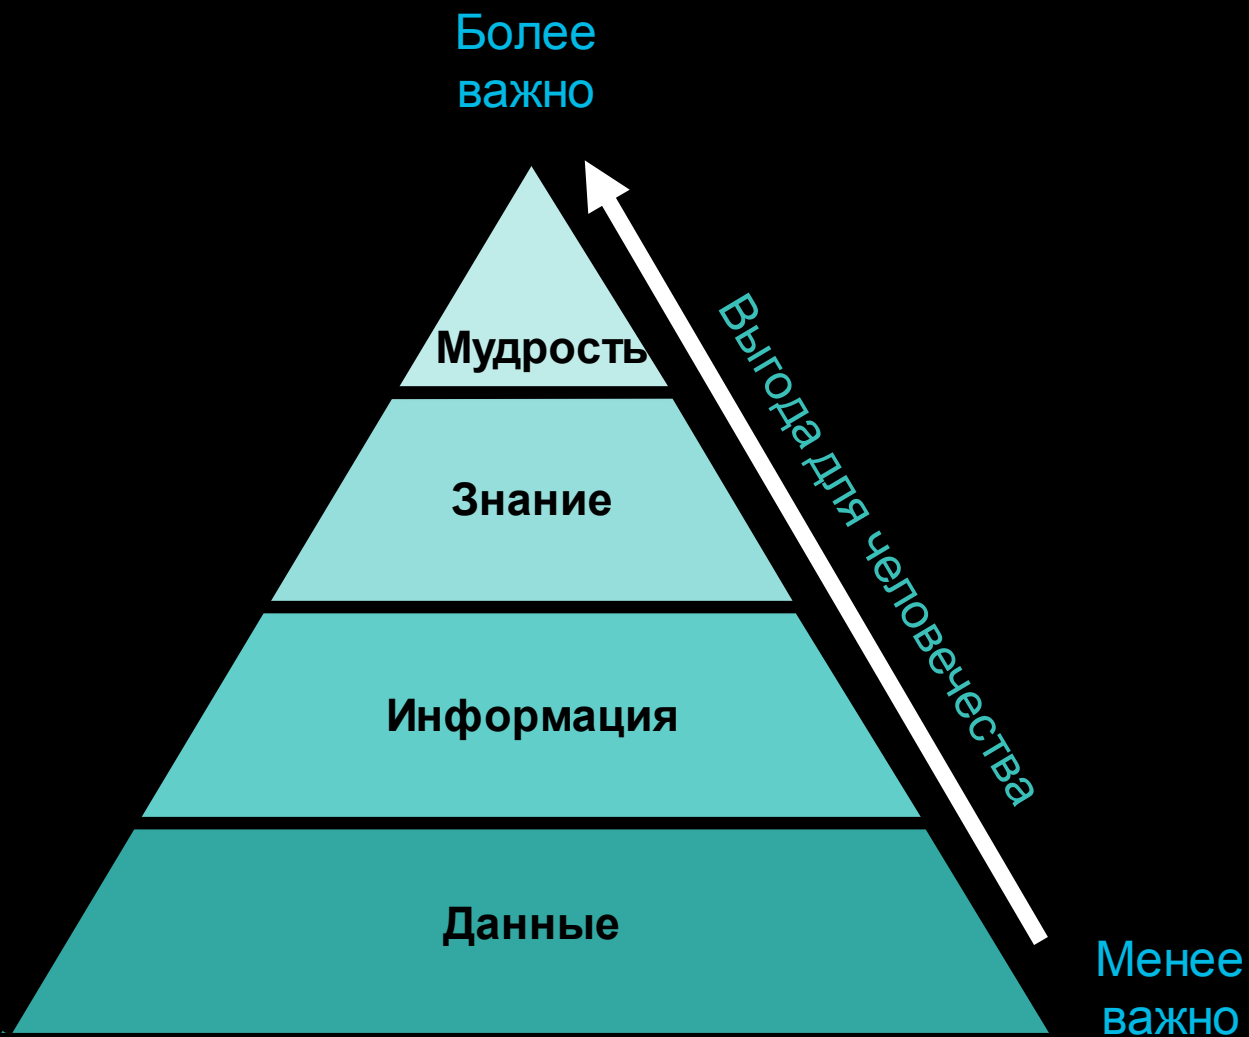 Более
важно
Мудрость
Выгода для человечества
Знание
Информация
Данные
Менее
важно